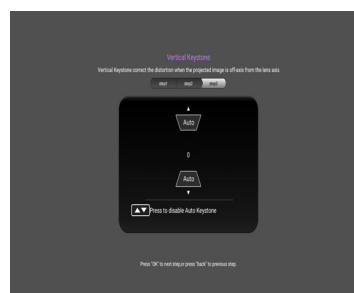 Vertical Keystone
Vertical Keystone correct the distortion when the projected image is off-axis from the lens axis
step1 step2 step3
Auto
0
Auto
▲▼ Press to disable Auto Keystone
Press "OK" to next step,or press "back" to previous step.